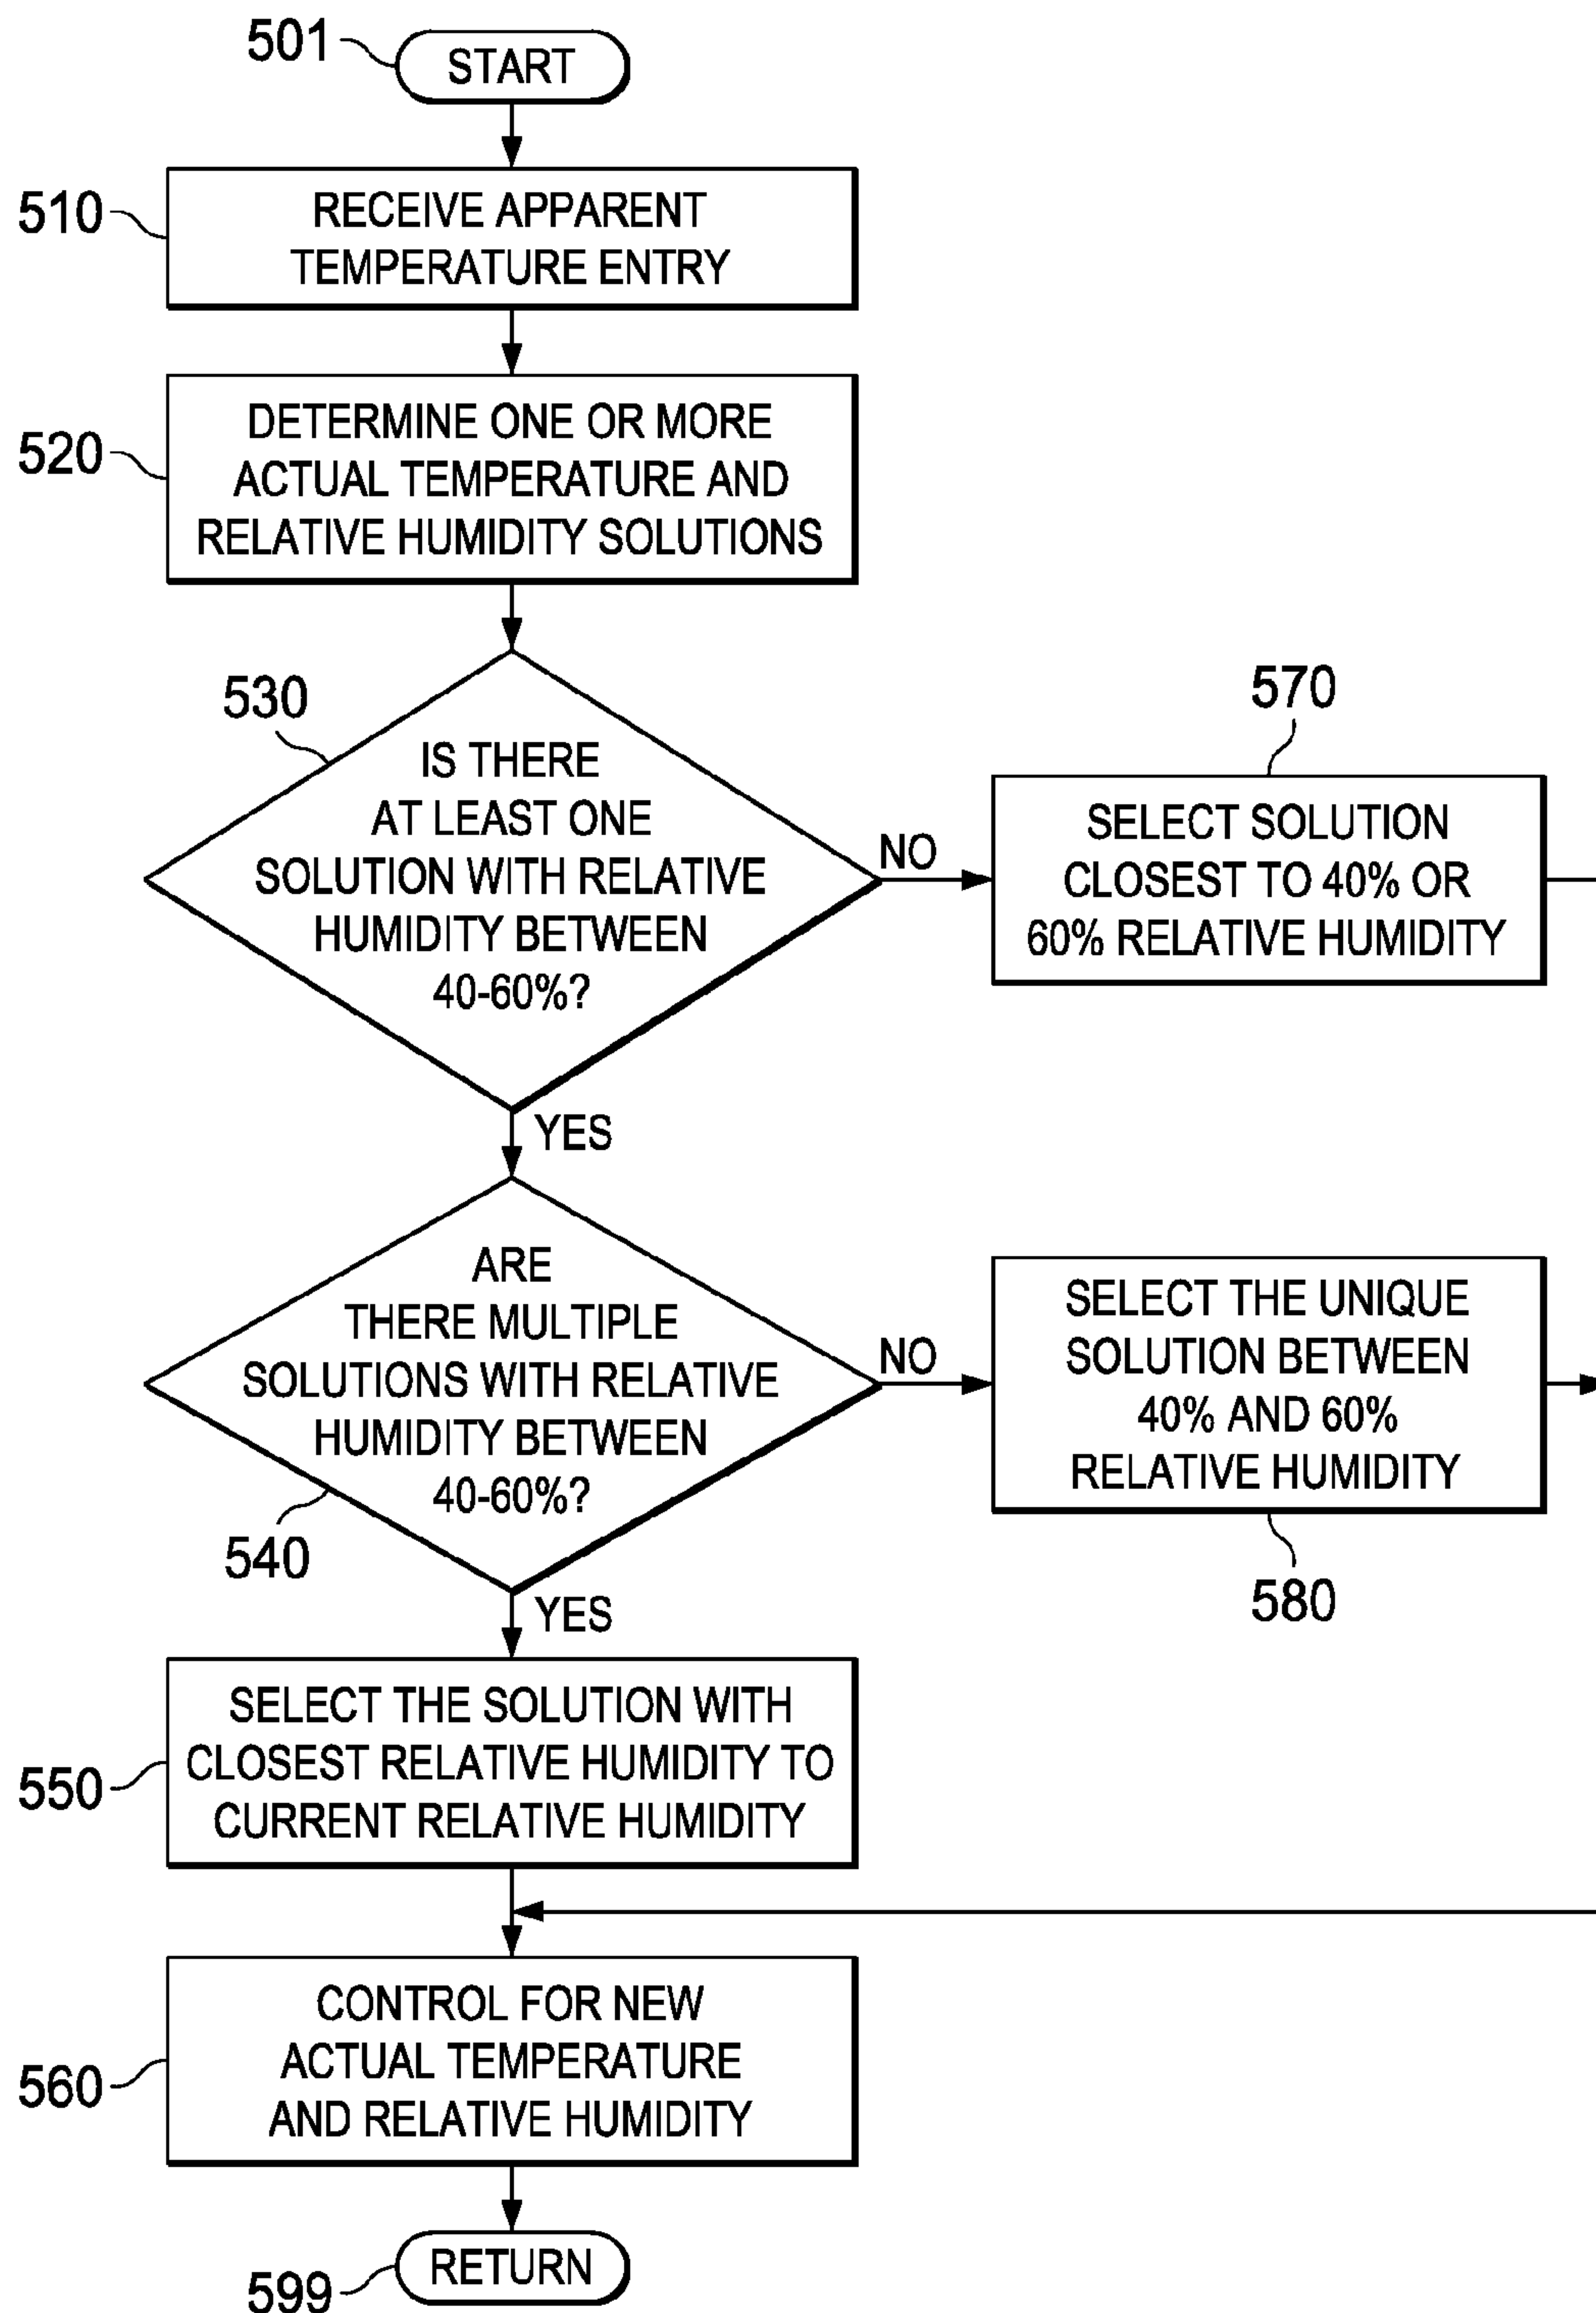 501
START
510
RECEIVE APPARENT
TEMPERATURE ENTRY
520
DETERMINE ONE OR MORE
ACTUAL TEMPERATURE AND
RELATIVE HUMIDITY SOLUTIONS
530
IS THERE
AT LEAST ONE
SOLUTION WITH RELATIVE
HUMIDITY BETWEEN
40-60%?
NO
570
SELECT SOLUTION
CLOSEST TO 40% OR
60% RELATIVE HUMIDITY
YES
ARE
THERE MULTIPLE
SOLUTIONS WITH RELATIVE
HUMIDITY BETWEEN
40-60%?
540
NO
SELECT THE UNIQUE
SOLUTION BETWEEN
40% AND 60%
RELATIVE HUMIDITY
580
YES
550
SELECT THE SOLUTION WITH
CLOSEST RELATIVE HUMIDITY TO
CURRENT RELATIVE HUMIDITY
560
CONTROL FOR NEW
ACTUAL TEMPERATURE
AND RELATIVE HUMIDITY
599
RETURN